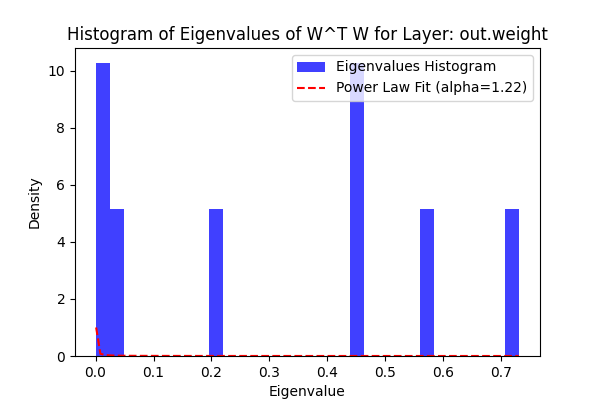 Histogram of Eigenvalues of W^T W for Layer: out.weight
Eigenvalues Histogram
Power Law Fit (alpha=1.22)
Density
10
8
6
4
2
0
0.0 0.1 0.2 0.3 0.4 0.5 0.6 0.7
Eigenvalue